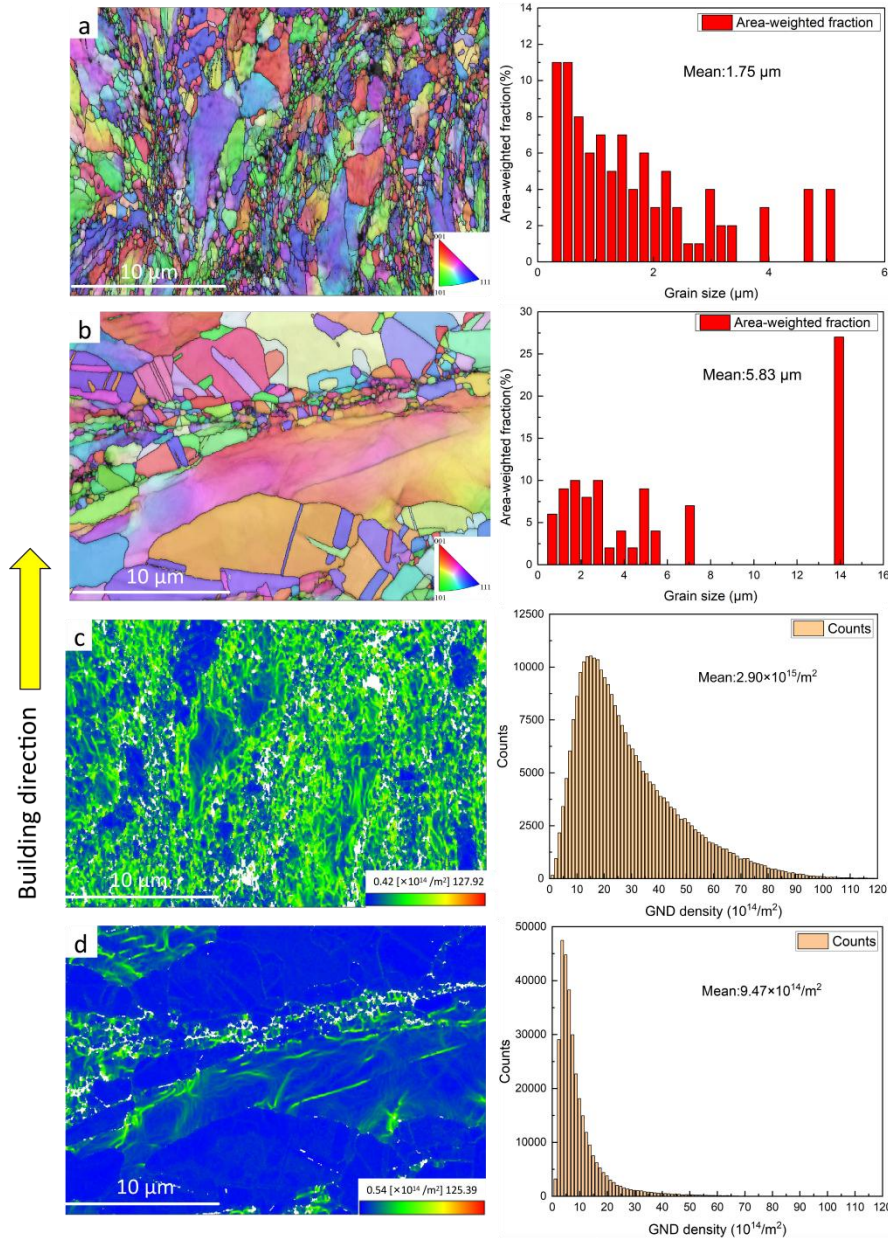 a
001
111
101
10 μm
14
12
10
8
6
4
2
0
0 2 4 6
Area-weighted fraction(%)
Grain size (μm)
Area-weighted fraction
Mean:1.75 μm
b
001
111
101
10 μm
30
25
20
15
10
5
0
0 2 4 6 8 10 12 14 16
Area-weighted fraction(%)
Grain size (μm)
Area-weighted fraction
Mean:5.83 μm
Building direction
c
10 μm
0.42 [×10¹⁴ /m²] 127.92
12500
10000
7500
5000
2500
0
0 10 20 30 40 50 60 70 80 90 100 110 120
Counts
GND density (10¹⁴/m²)
Counts
Mean:2.90×10¹⁵/m²
d
10 μm
0.54 [×10¹⁴ /m²] 125.39
50000
40000
30000
20000
10000
0
0 10 20 30 40 50 60 70 80 90 100 110 120
Counts
GND density (10¹⁴/m²)
Counts
Mean:9.47×10¹⁴/m²